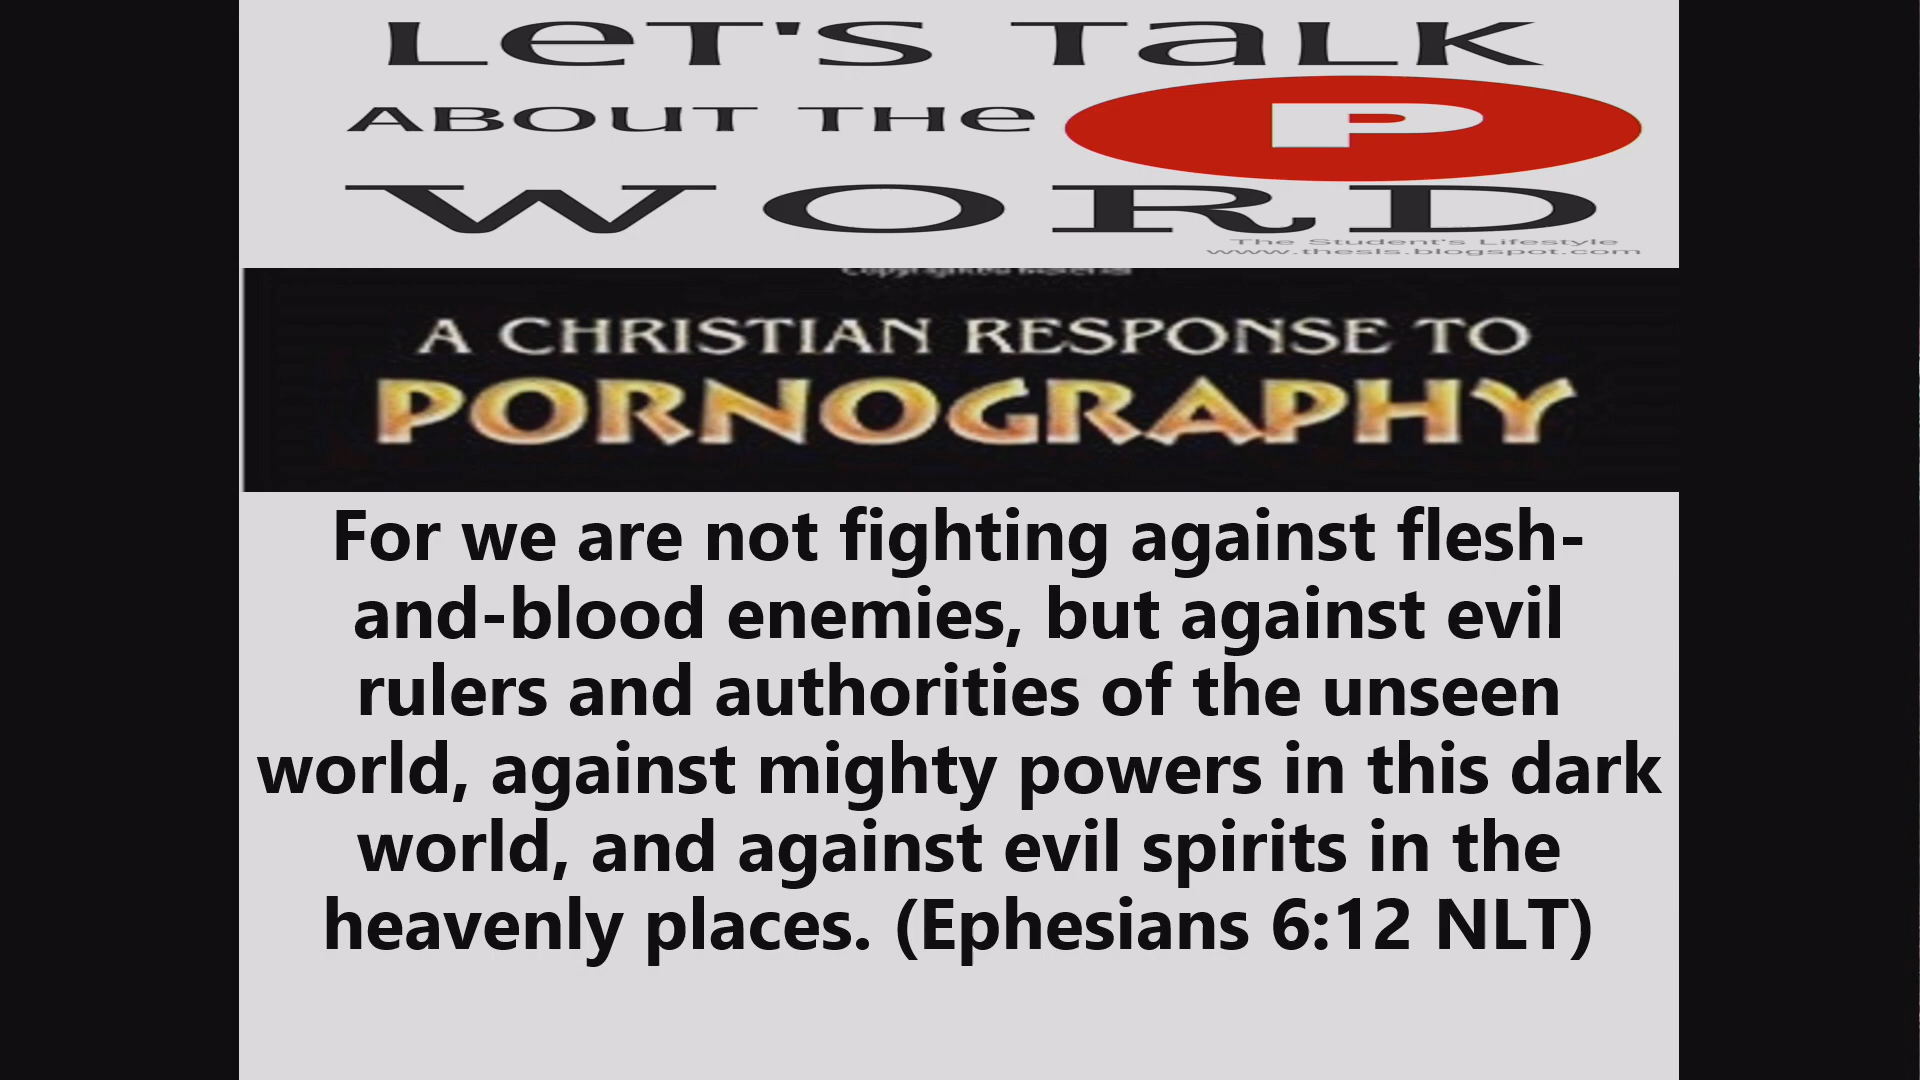 LeT'S TaLK
ABOUT THe P
WORD
The Student's Lifestyle
www.thesls.blogspot.com
A CHRISTIAN RESPONSE TO
PORNOGRAPHY
For we are not fighting against flesh-
and-blood enemies, but against evil
rulers and authorities of the unseen
world, against mighty powers in this dark
world, and against evil spirits in the
heavenly places. (Ephesians 6:12 NLT)